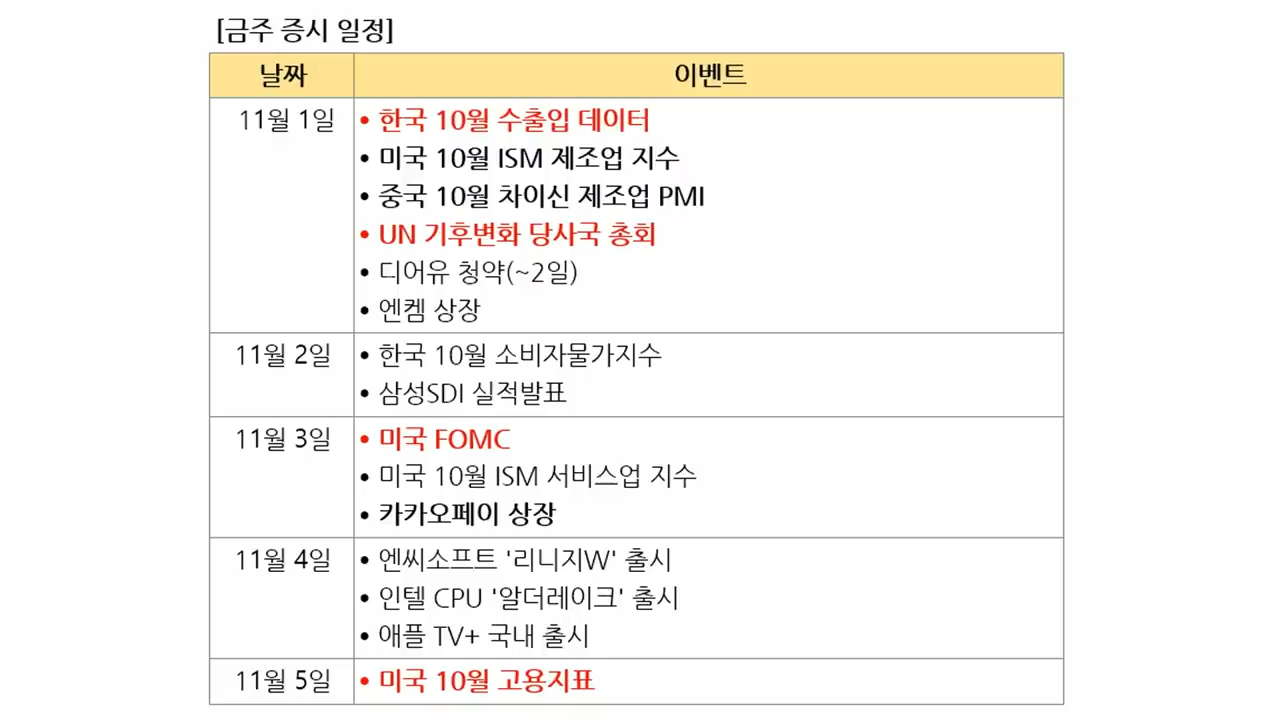 [금주 증시 일정]
날짜 이벤트
11월 1일 • 한국 10월 수출입 데이터
• 미국 10월 ISM 제조업 지수
• 중국 10월 차이신 제조업 PMI
• UN 기후변화 당사국 총회
• 디어유 청약(~2일)
• 엔켐 상장
11월 2일 • 한국 10월 소비자물가지수
• 삼성SDI 실적발표
11월 3일 • 미국 FOMC
• 미국 10월 ISM 서비스업 지수
• 카카오페이 상장
11월 4일 • 엔씨소프트 '리니지W' 출시
• 인텔 CPU '알더레이크' 출시
• 애플 TV+ 국내 출시
11월 5일 • 미국 10월 고용지표